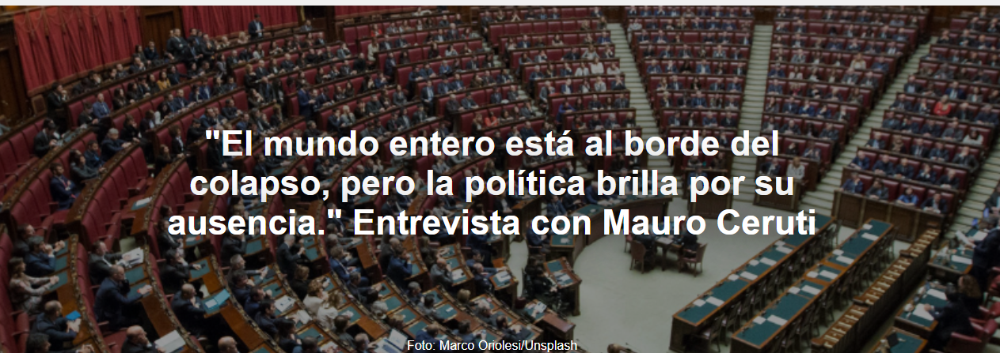 "El mundo entero está al borde del
colapso, pero la política brilla por su
ausencia." Entrevista con Mauro Ceruti
Foto: Marco Oriolesi/Unsplash